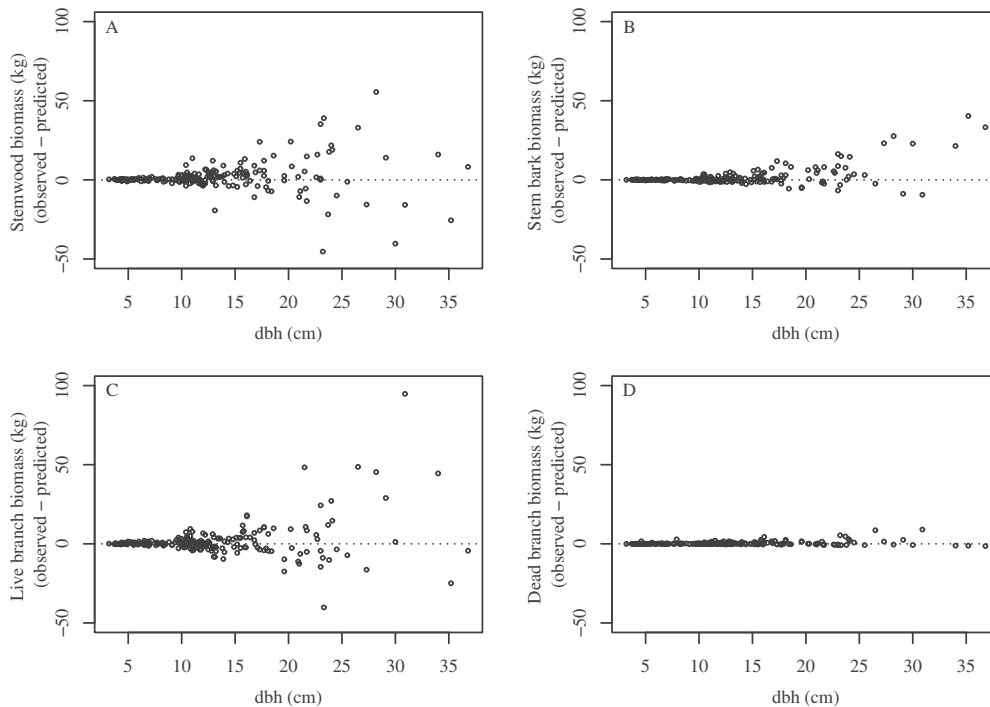 A
Stemwood biomass (kg)
(observed − predicted)
100
50
0
−50
5 10 15 20 25 30 35
dbh (cm)
B
Stem bark biomass (kg)
(observed − predicted)
100
50
0
−50
5 10 15 20 25 30 35
dbh (cm)
C
Live branch biomass (kg)
(observed − predicted)
100
50
0
−50
5 10 15 20 25 30 35
dbh (cm)
D
Dead branch biomass (kg)
(observed − predicted)
100
50
0
−50
5 10 15 20 25 30 35
dbh (cm)